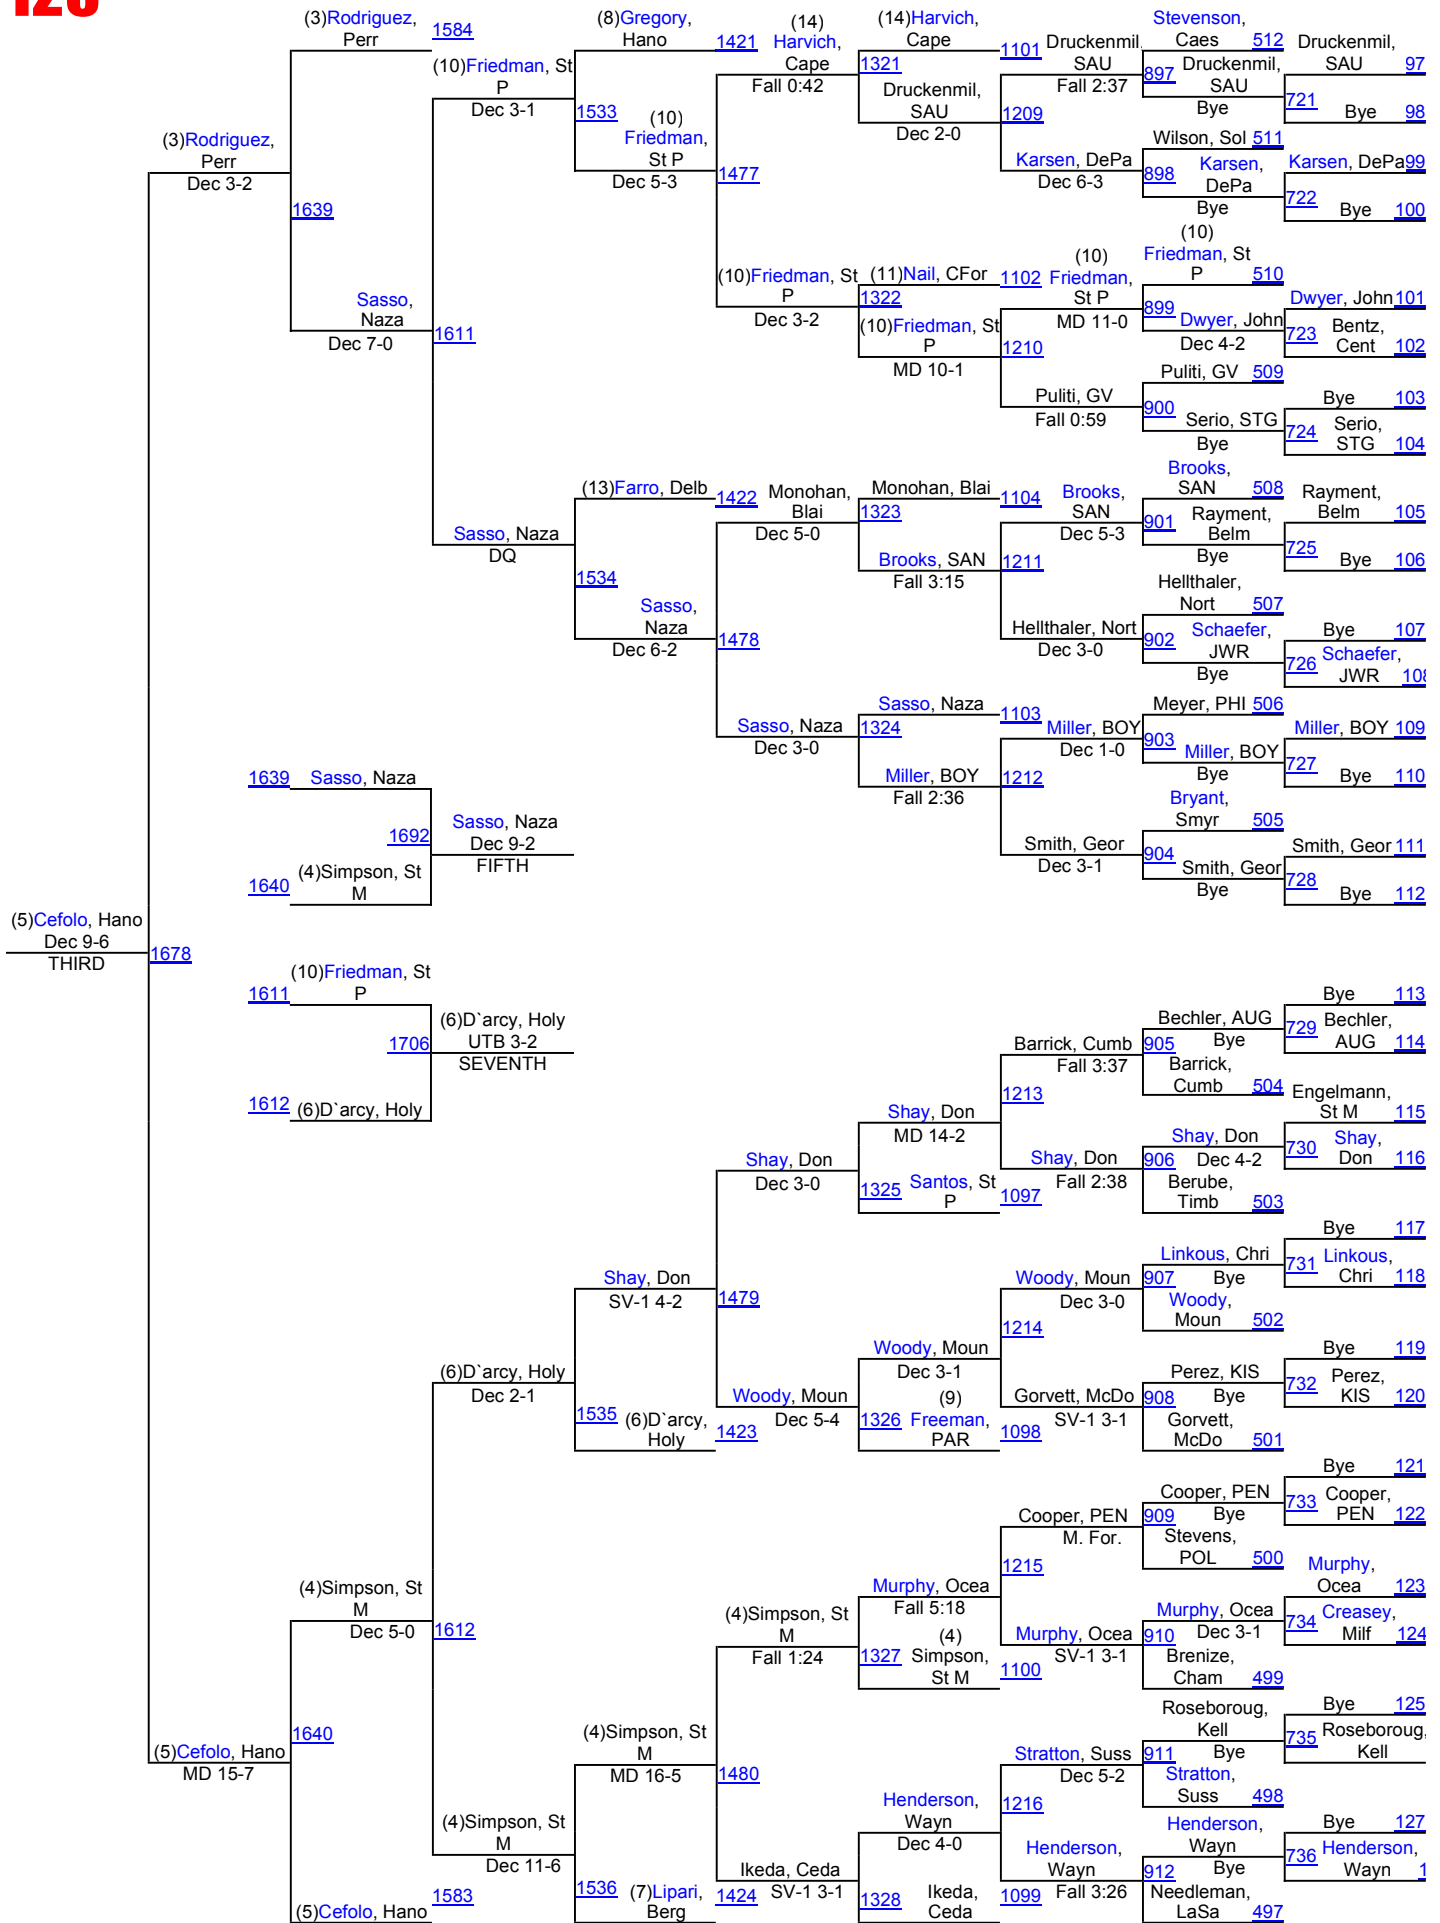 (3)Rodriguez,
Perr
1584
(8)Gregory,
Hano
1421
(14)
Harvich,
Cape
Fall 0:42
(14)Harvich,
Cape
1101
Druckenmil,
SAU
Fall 2:37
Stevenson,
Caes
512
Druckenmil,
SAU
97
(10)Friedman, St
P
Dec 3-1
1533
(10)
Friedman,
St P
Dec 5-3
1321
Druckenmil,
SAU
Dec 2-0
1209
897
Druckenmil,
SAU
Bye
721
Bye
98
(3)Rodriguez,
Perr
Dec 3-2
1477
Karsen, DePa
Dec 6-3
Wilson, Sol
511
898
Karsen,
DePa
Bye
Karsen, DePa
99
722
Bye
100
1639
(10)Friedman, St
P
Dec 3-2
(11)Nail, CFor
1102
1322
(10)Friedman, St
P
MD 10-1
(10)
Friedman,
St P
MD 11-0
1210
(10)
Friedman, St
P
510
899
Dwyer, John
Dec 4-2
Dwyer, John
101
723
Bentz,
Cent
102
Sasso,
Naza
Dec 7-0
1611
Puliti, GV
Fall 0:59
Puliti, GV
509
900
Serio, STG
Bye
Bye
103
724
Serio,
STG
104
(13)Farro, Delb
1422
Monohan,
Blai
Dec 5-0
Monohan, Blai
1104
1323
Brooks, SAN
Fall 3:15
Brooks,
SAN
Dec 5-3
1211
Brooks,
SAN
508
901
Rayment,
Belm
Bye
Rayment,
Belm
105
725
Bye
106
Sasso, Naza
DQ
1534
Sasso,
Naza
Dec 6-2
1478
Hellthaler, Nort
Dec 3-0
Hellthaler,
Nort
507
902
Schaefer,
JWR
Bye
Bye
107
726
Schaefer,
JWR
Sasso, Naza
Dec 3-0
Sasso, Naza
1103
1324
Miller, BOY
Fall 2:36
Miller, BOY
Dec 1-0
1212
Meyer, PHI
506
903
Miller, BOY
Bye
Miller, BOY
109
727
Bye
110
1639
Sasso, Naza
1692
Sasso, Naza
Dec 9-2
FIFTH
1640
(4)Simpson, St
M
Smith, Geor
Dec 3-1
Bryant,
Smyr
505
904
Smith, Geor
Bye
Smith, Geor
111
728
Bye
112
(5)Cefolo, Hano
Dec 9-6
THIRD
1678
1611
(10)Friedman, St
P
1706
(6)D`arcy, Holy
UTB 3-2
SEVENTH
1612
(6)D`arcy, Holy
Barrick, Cumb
Fall 3:37
Bechler, AUG
905
Bye
Barrick,
Cumb
504
Bye
113
729
Bechler,
AUG
114
Shay, Don
MD 14-2
1213
Shay, Don
Fall 2:38
Shay, Don
906
Dec 4-2
Berube,
Timb
503
Engelmann,
St M
115
730
Shay,
Don
116
Shay, Don
Dec 3-0
1325
Santos, St
P
1097
Shay, Don
SV-1 4-2
1479
Woody, Moun
Dec 3-0
Linkous, Chri
907
Bye
Woody,
Moun
502
Bye
117
731
Linkous,
Chri
118
(6)D`arcy, Holy
Dec 2-1
1535
(6)D`arcy,
Holy
1423
Woody, Moun
Dec 5-4
Woody, Moun
Dec 3-1
1214
1326
(9)
Freeman,
PAR
1098
Gorvett, McDo
SV-1 3-1
Perez, KIS
908
Bye
Gorvett,
McDo
501
Bye
119
732
Perez,
KIS
120
Cooper, PEN
M. For.
Cooper, PEN
909
Bye
Stevens,
POL
500
Bye
121
733
Cooper,
PEN
122
(4)Simpson, St
M
Dec 5-0
1612
(4)Simpson, St
M
Fall 1:24
Murphy, Ocea
Fall 5:18
1215
1327
(4)
Simpson,
St M
1100
Murphy, Ocea
SV-1 3-1
Murphy, Ocea
910
Dec 3-1
Brenize,
Cham
499
Murphy,
Ocea
123
734
Creasey,
Milf
124
(5)Cefolo, Hano
MD 15-7
1640
(4)Simpson, St
M
MD 16-5
1480
Stratton, Suss
Dec 5-2
Roseboroug,
Kell
911
Bye
Stratton,
Suss
498
Bye
125
735
Roseboroug,
Kell
(4)Simpson, St
M
Dec 11-6
1536
(7)Lipari,
Berg
1424
Ikeda, Ceda
SV-1 3-1
Henderson,
Wayn
Dec 4-0
1216
1328
Ikeda,
Ceda
1099
Henderson,
Wayn
Fall 3:26
Henderson,
Wayn
912
Bye
Needleman,
LaSa
497
Bye
127
736
Henderson,
Wayn
(5)Cefolo, Hano
1583